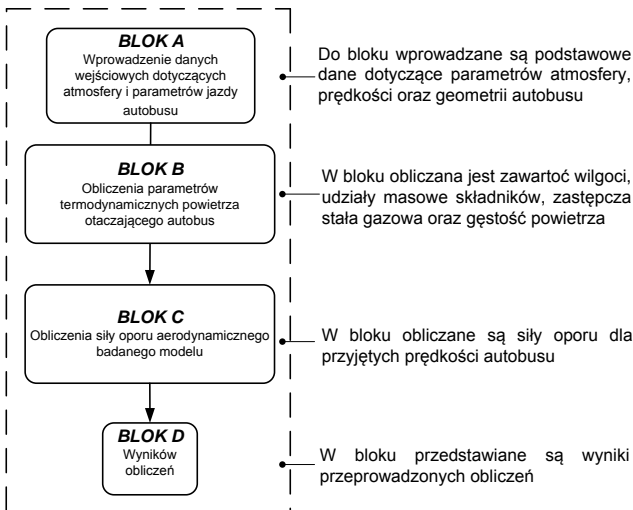 BLOK A
Wprowadzenie danych
wejściowych dotyczących
atmosfery i parametrów jazdy
autobusu
Do bloku wprowadzane są podstawowe
dane dotyczące parametrów atmosfery,
prędkości oraz geometrii autobusu
BLOK B
Obliczenia parametrów
termodynamicznych powietrza
otaczającego autobus
W bloku obliczana jest zawartoć wilgoci,
udziały masowe składników, zastępcza
stała gazowa oraz gęstość powietrza
BLOK C
Obliczenia siły oporu aerodynamicznego
badanego modelu
W bloku obliczane są siły oporu dla
przyjętych prędkości autobusu
BLOK D
Wyników
obliczeń
W bloku przedstawiane są wyniki
przeprowadzonych obliczeń